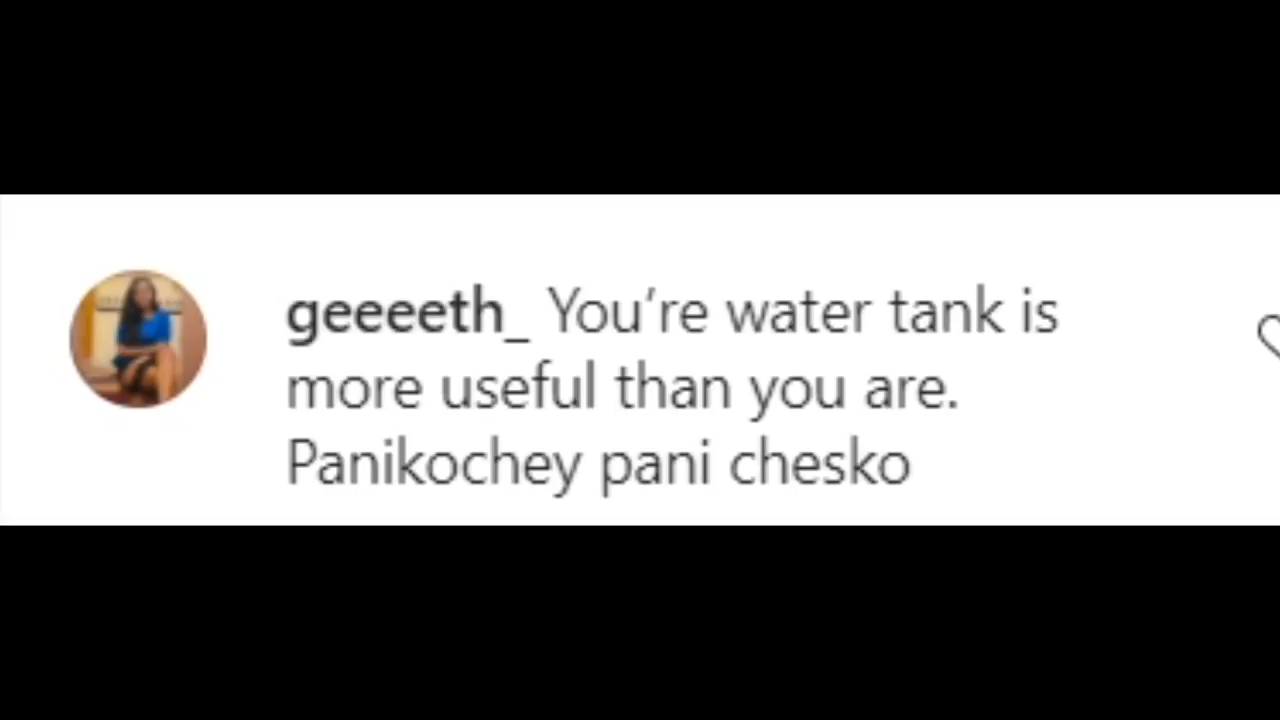 geeeeth_ You’re water tank is
more useful than you are.
Panikochey pani chesko